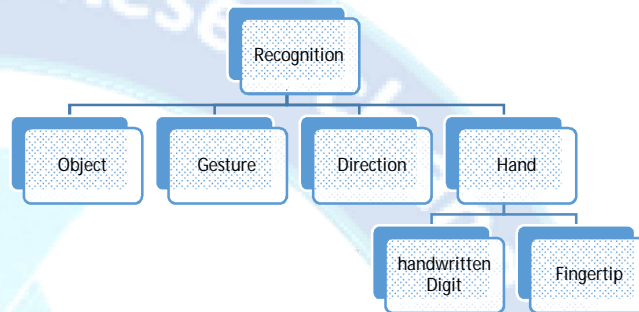 Recognition
Object
Gesture
Direction
Hand
handwritten
Digit
Fingertip